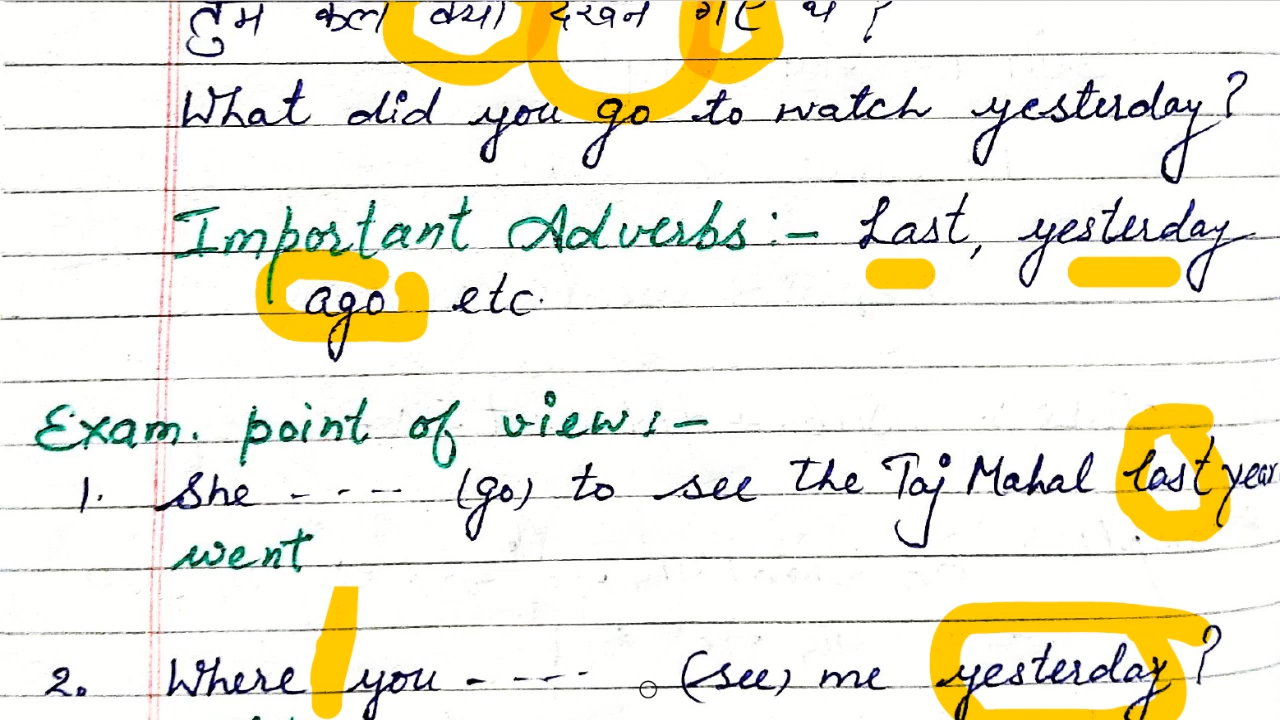 तुम कल क्या देखने गए थे ?
What did you go to watch yesterday?
Important Adverbs :- Last, yesterday
ago etc.
Exam. point of view :-
1. She - - - - (go) to see the Taj Mahal last year
went
2. Where you - - - - (see) me yesterday?